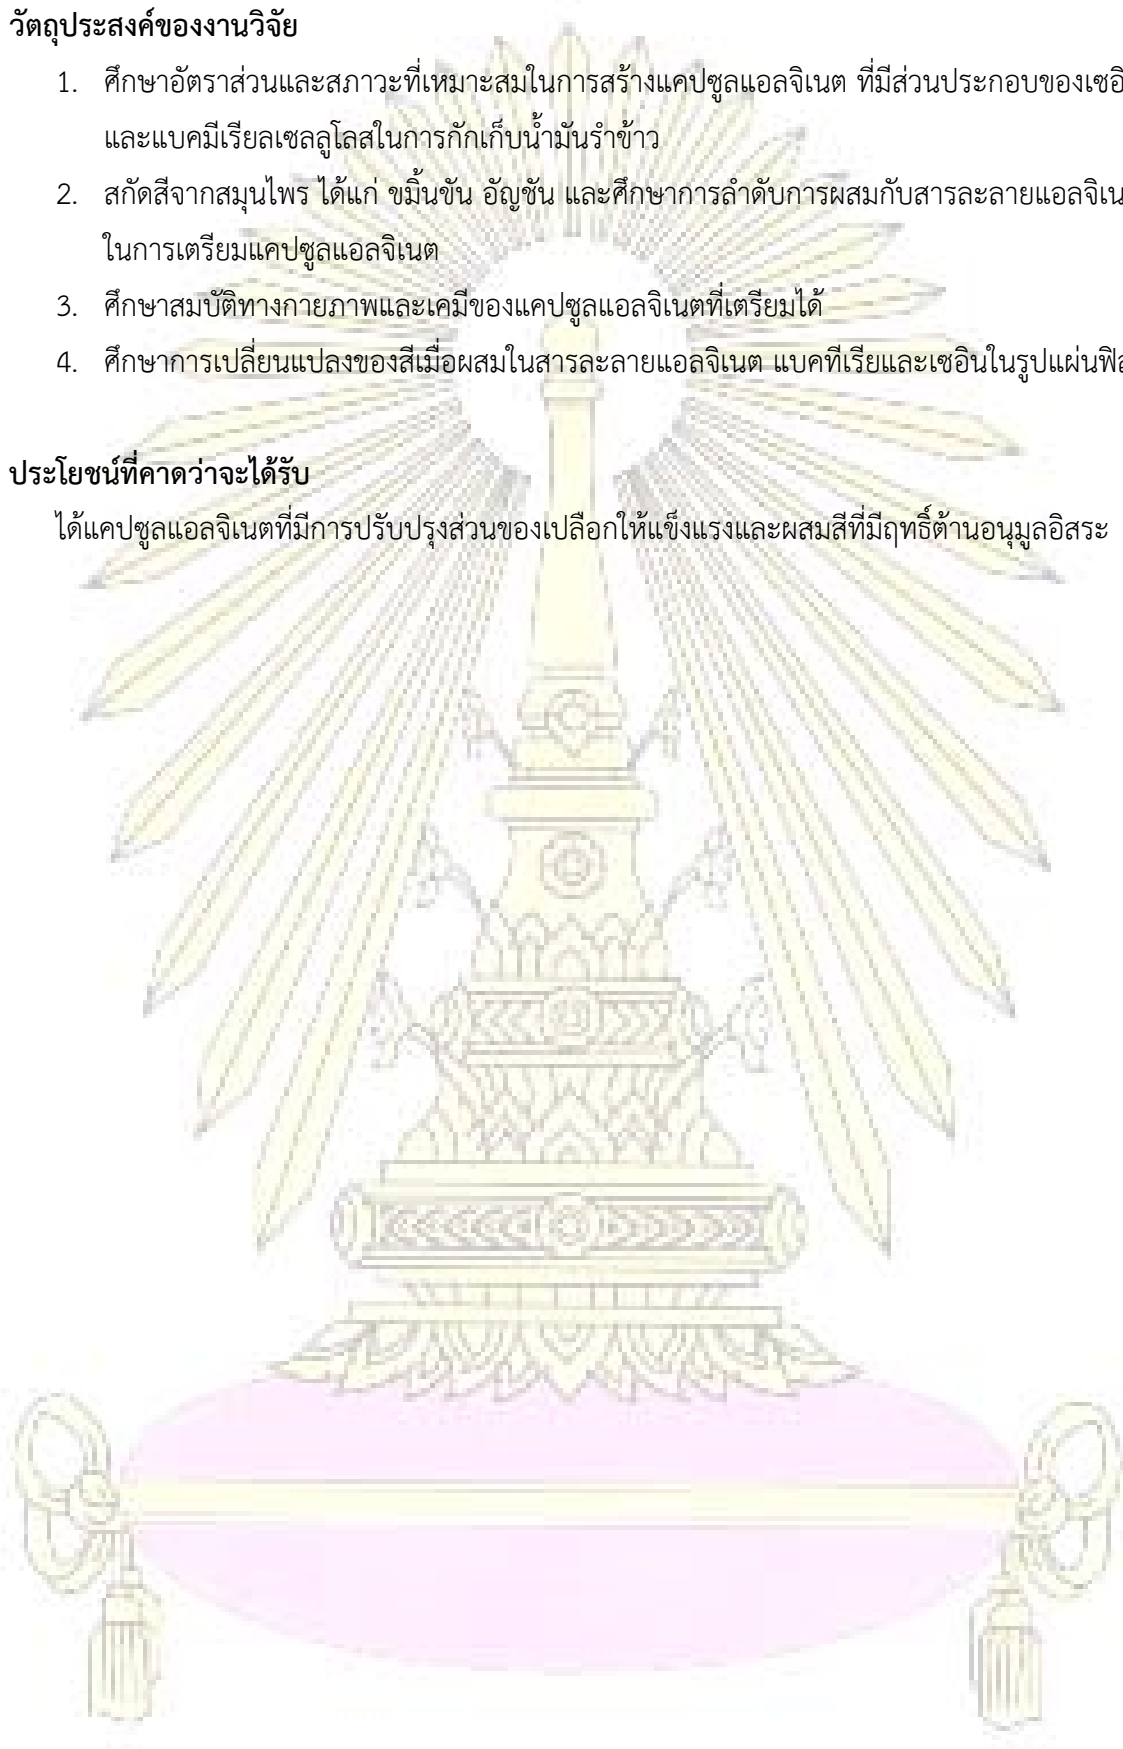 วัตถุประสงค์ของงานวิจัย
1. ศึกษาอัตราส่วนและสภาวะที่เหมาะสมในการสร้างแคปซูลแอลจิเนต ที่มีส่วนประกอบของเซอิ
และแบคมีเรียลเซลลูโลสในการกักเก็บน้ำมันรำข้าว
2. สกัดสีจากสมุนไพร ได้แก่ ขมิ้นขัน อัญชัน และศึกษาการลำดับการผสมกับสารละลายแอลจิเน
ในการเตรียมแคปซูลแอลจิเนต
3. ศึกษาสมบัติทางกายภาพและเคมีของแคปซูลแอลจิเนตที่เตรียมได้
4. ศึกษาการเปลี่ยนแปลงของสีเมื่อผสมในสารละลายแอลจิเนต แบคทีเรียและเซอินในรูปแผ่นฟิ
ประโยชน์ที่คาดว่าจะได้รับ
ได้แคปซูลแอลจิเนตที่มีการปรับปรุงส่วนของเปลือกให้แข็งแรงและผสมสีที่มีฤทธิ์ต้านอนุมูลอิสระ